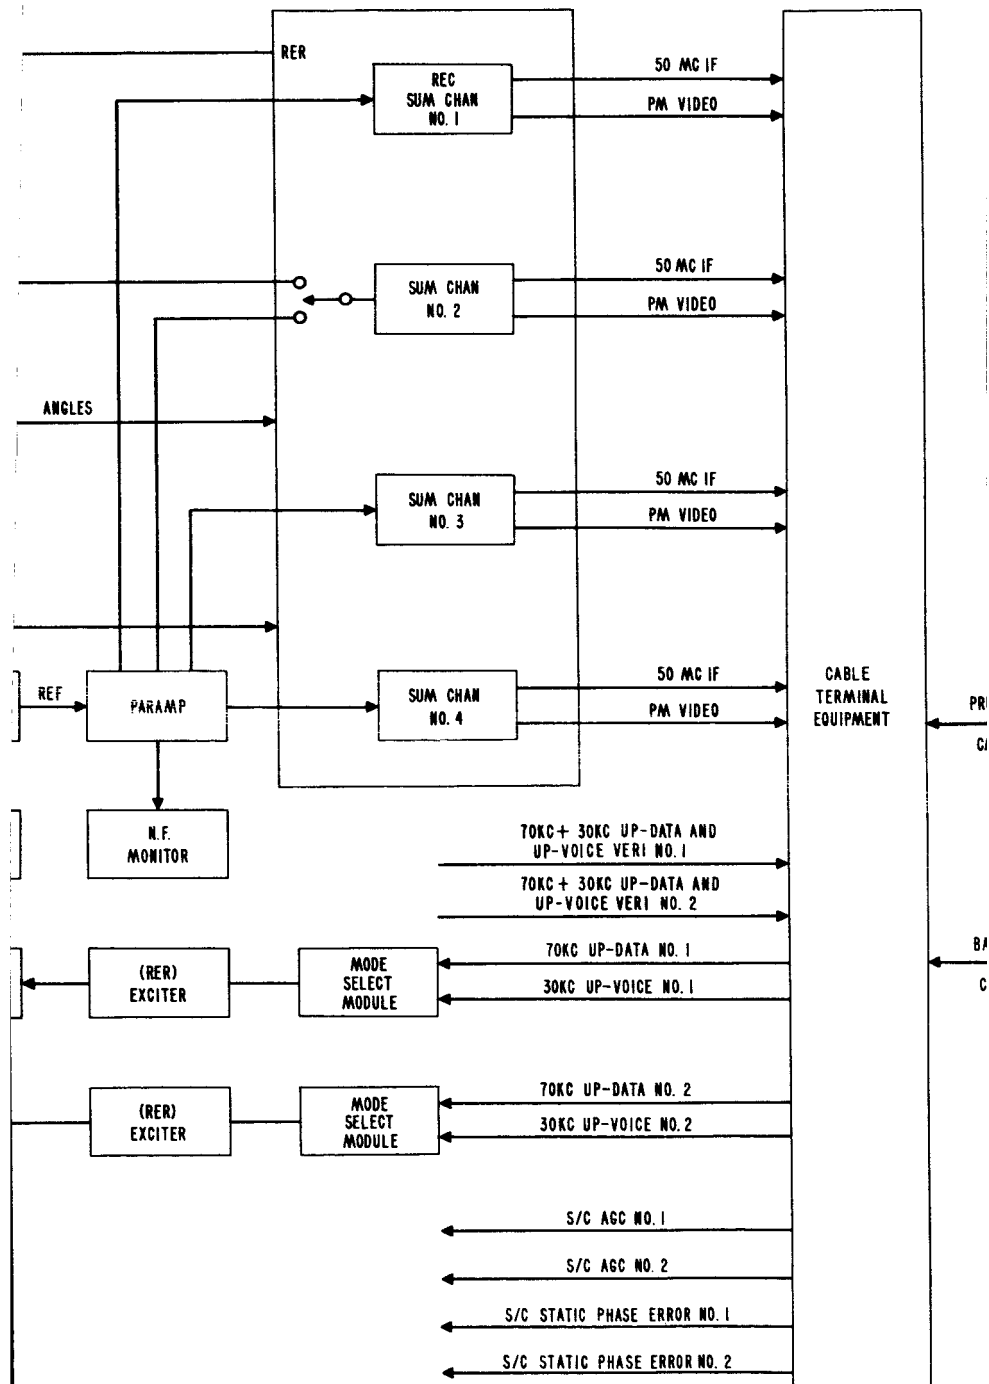 RER
REC
SUM CHAN
NO. 1
50 MC IF
PM VIDEO
SUM CHAN
NO. 2
50 MC IF
PM VIDEO
ANGLES
SUM CHAN
NO. 3
50 MC IF
PM VIDEO
REF
PARAMP
SUM CHAN
NO. 4
50 MC IF
PM VIDEO
CABLE
TERMINAL
EQUIPMENT
N.F.
MONITOR
70KC + 30KC UP-DATA AND
UP-VOICE VERI NO. 1
70KC + 30KC UP-DATA AND
UP-VOICE VERI NO. 2
(RER)
EXCITER
MODE
SELECT
MODULE
70KC UP-DATA NO. 1
30KC UP-VOICE NO. 1
(RER)
EXCITER
MODE
SELECT
MODULE
70KC UP-DATA NO. 2
30KC UP-VOICE NO. 2
S/C AGC NO. 1
S/C AGC NO. 2
S/C STATIC PHASE ERROR NO. 1
S/C STATIC PHASE ERROR NO. 2